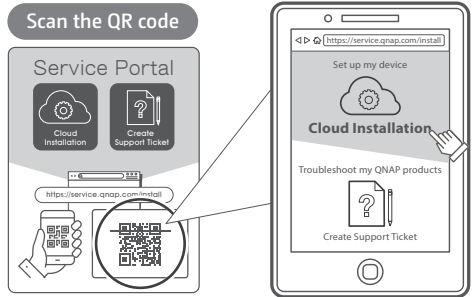 Scan the QR code
Service Portal
Cloud
Installation
Create
Support Ticket
https://service.qnap.com/install
https://service.qnap.com/install
Set up my device
Cloud Installation
Troubleshoot my QNAP products
?
Create Support Ticket